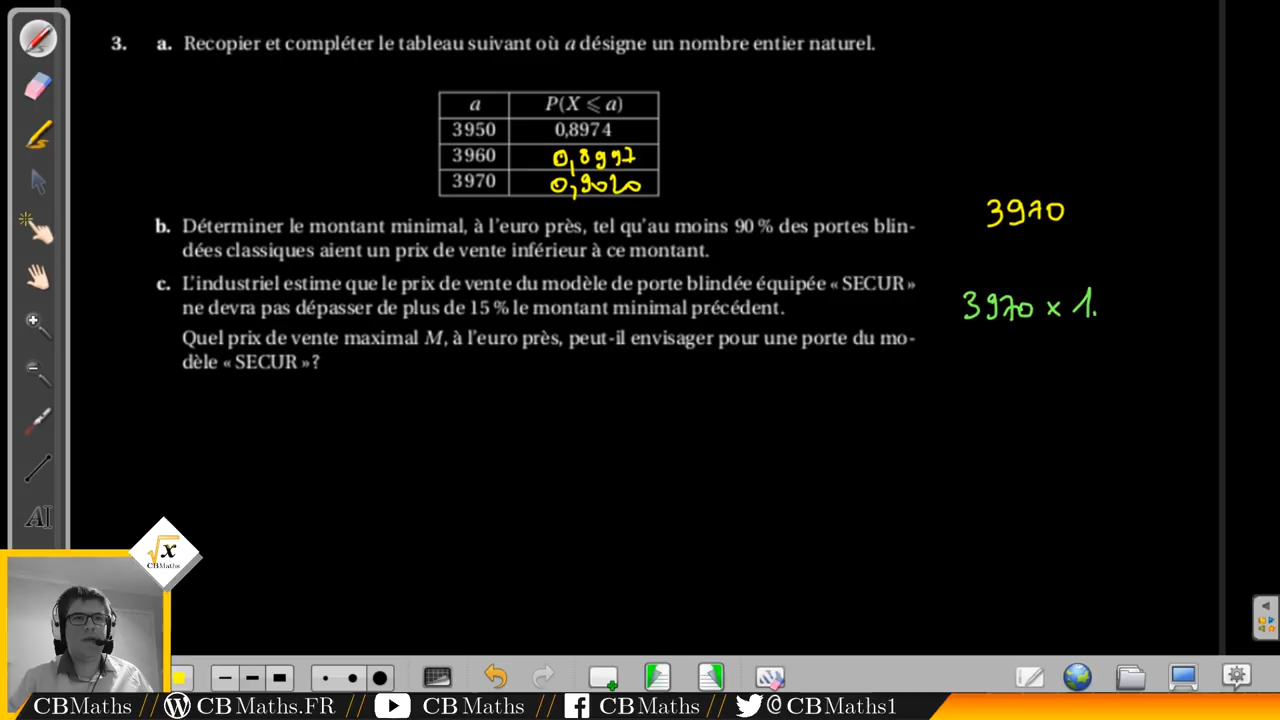 3. a. Recopier et compléter le tableau suivant où a désigne un nombre entier naturel.
a P(X ⩽ a)
3950 0,8974
3960 0,8997
3970 0,9020
b. Déterminer le montant minimal, à l'euro près, tel qu'au moins 90 % des portes blin-
dées classiques aient un prix de vente inférieur à ce montant.
3970
c. L'industriel estime que le prix de vente du modèle de porte blindée équipée « SECUR »
ne devra pas dépasser de plus de 15 % le montant minimal précédent.
3970 × 1.
Quel prix de vente maximal M, à l'euro près, peut-il envisager pour une porte du mo-
dèle « SECUR » ?
AI
√x
CBMaths
CBMaths // CBMaths.FR // CBMaths // CBMaths // @CBMaths1